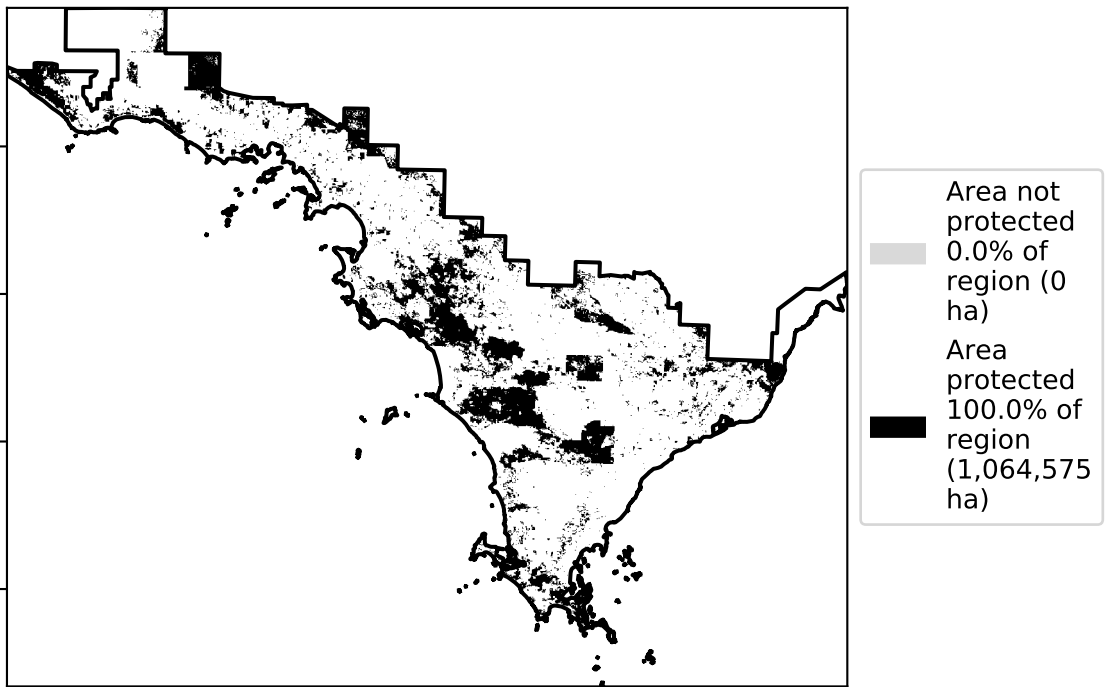 Area not
protected
0.0% of
region (0
ha)
Area
protected
100.0% of
region
(1,064,575
ha)